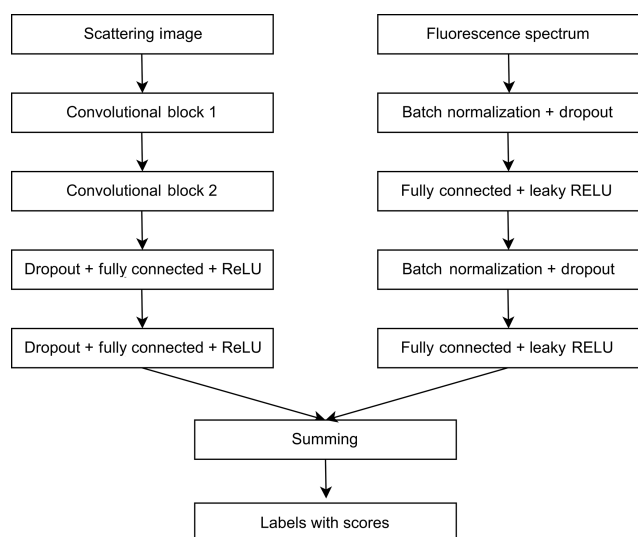 Scattering image
Convolutional block 1
Convolutional block 2
Dropout + fully connected + ReLU
Dropout + fully connected + ReLU
Fluorescence spectrum
Batch normalization + dropout
Fully connected + leaky RELU
Batch normalization + dropout
Fully connected + leaky RELU
Summing
Labels with scores